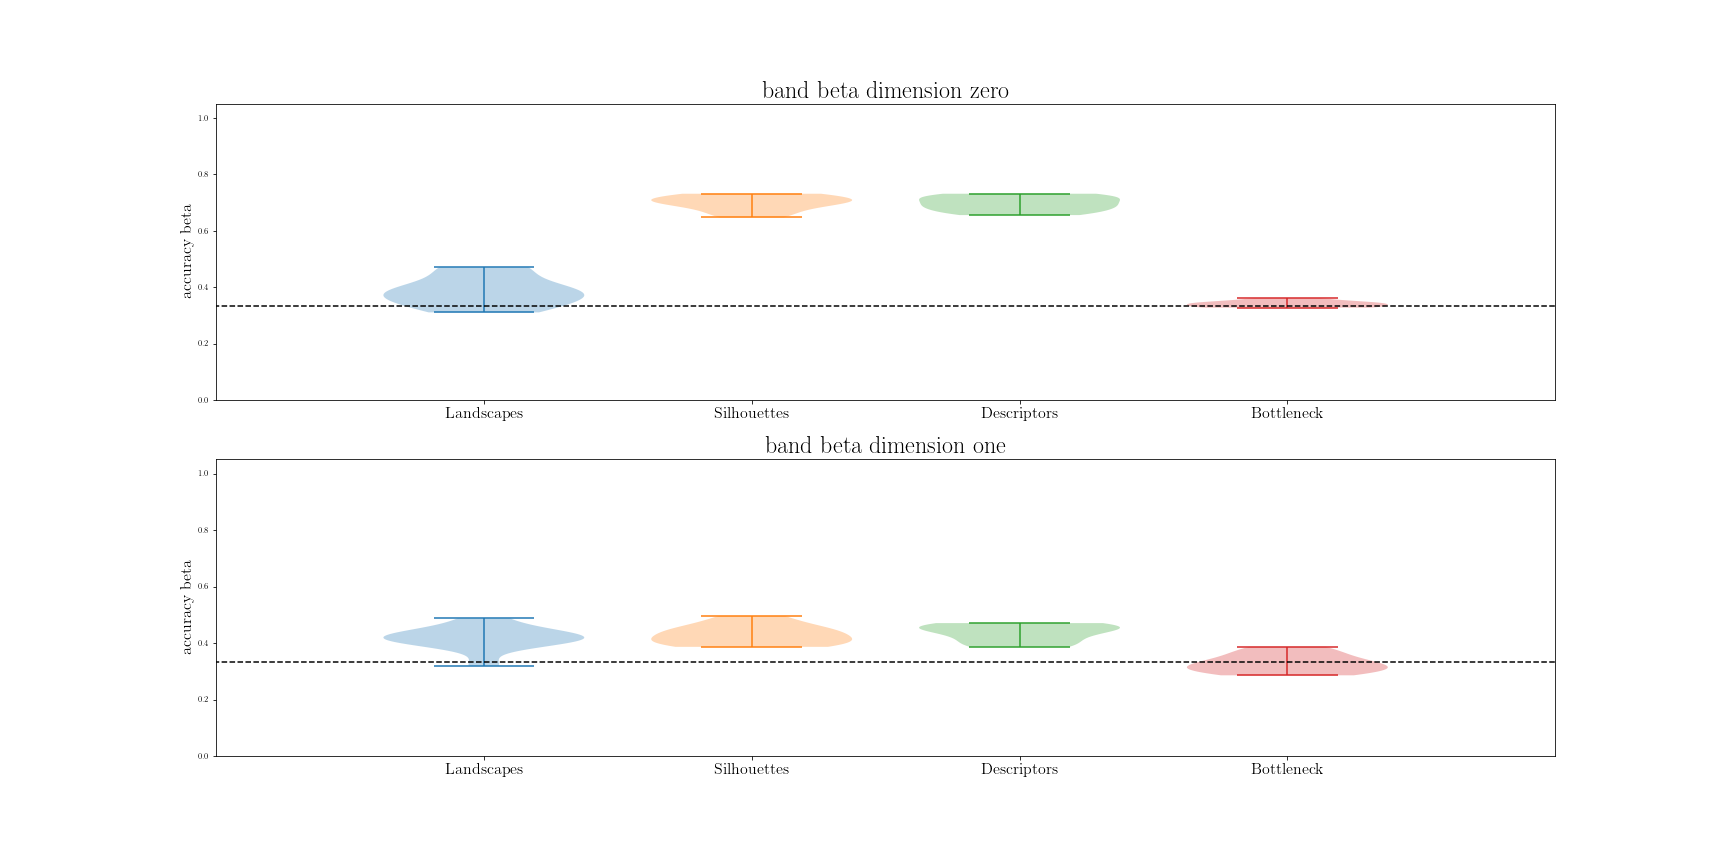 band beta dimension zero
accuracy beta
1.0
0.8
0.6
0.4
0.2
0.0
Landscapes Silhouettes Descriptors Bottleneck
band beta dimension one
accuracy beta
1.0
0.8
0.6
0.4
0.2
0.0
Landscapes Silhouettes Descriptors Bottleneck